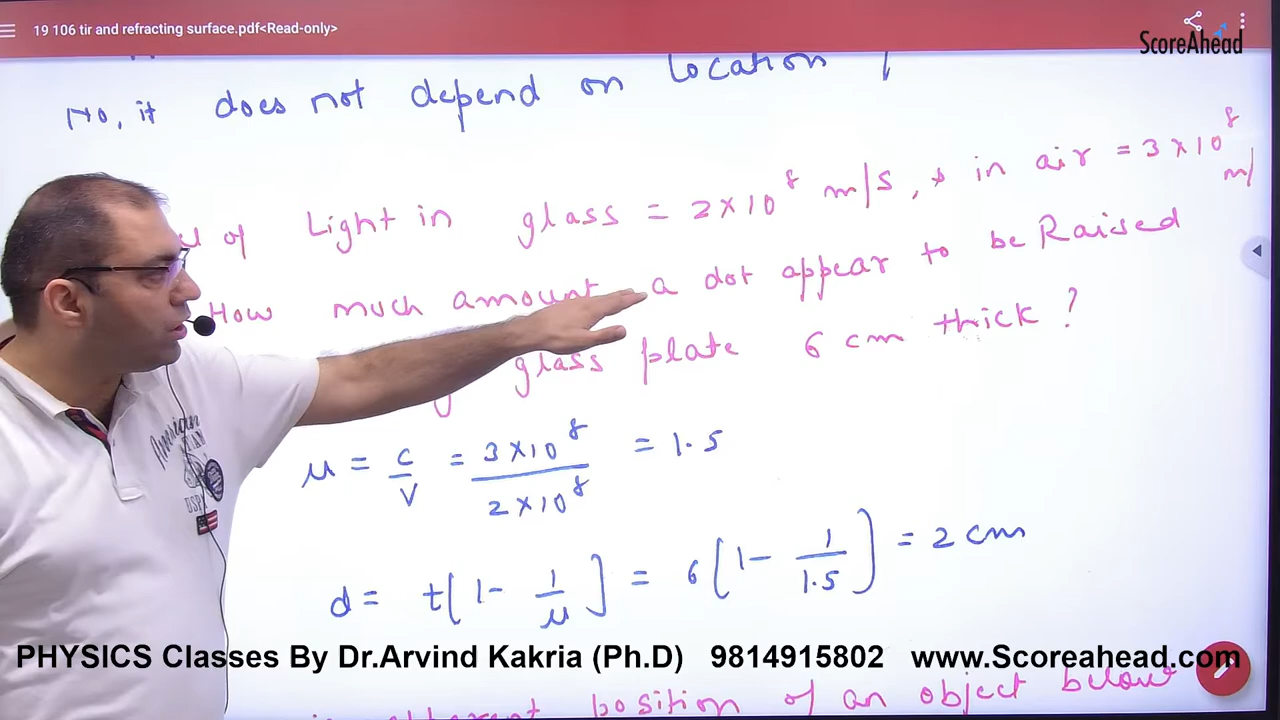 19 106 tir and refracting surface.pdf<Read-only>
ScoreAhead
No, it does not depend on location
of Light in glass = 2×10⁸ m/s, & in air = 3×10⁸ m/
How much amount a dot appear to be Raised
glass plate 6 cm thick?
μ = c/v = 3×10⁸/2×10⁸ = 1.5
d = t(1 - 1/μ) = 6(1 - 1/1.5) = 2 cm
PHYSICS Classes By Dr.Arvind Kakria (Ph.D) 9814915802 www.Scoreahead.com
position of an object below